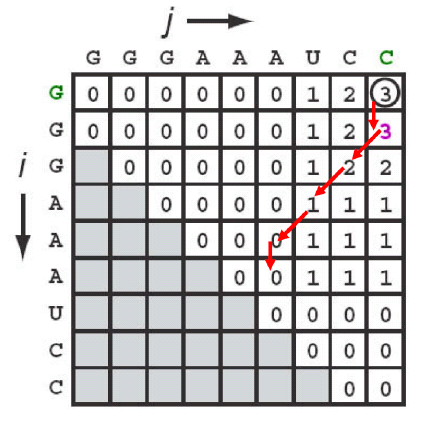 j
G G G A A A U C C
G 0 0 0 0 0 0 1 2 3
G 0 0 0 0 0 0 1 2 3
i
G 0 0 0 0 0 1 2 2
A 0 0 0 0 1 1 1
A 0 0 0 1 1 1
A 0 0 1 1 1
U 0 0 0 0
C 0 0 0
C 0 0